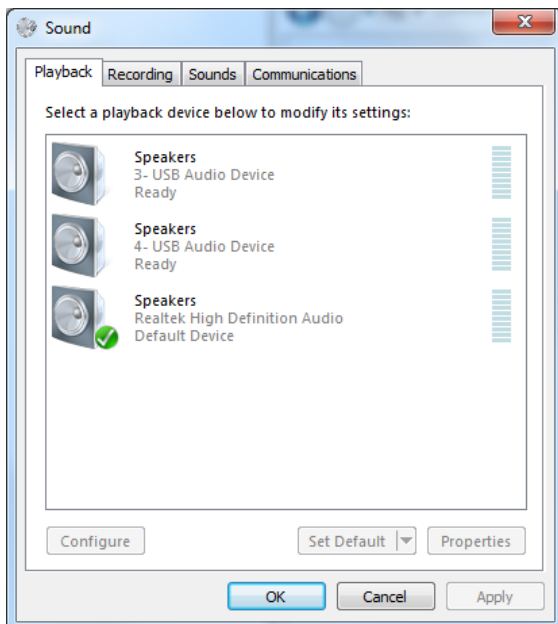 Sound
Playback Recording Sounds Communications
Select a playback device below to modify its settings:
Speakers
3- USB Audio Device
Ready
Speakers
4- USB Audio Device
Ready
Speakers
Realtek High Definition Audio
Default Device
Configure Set Default Properties
OK Cancel Apply